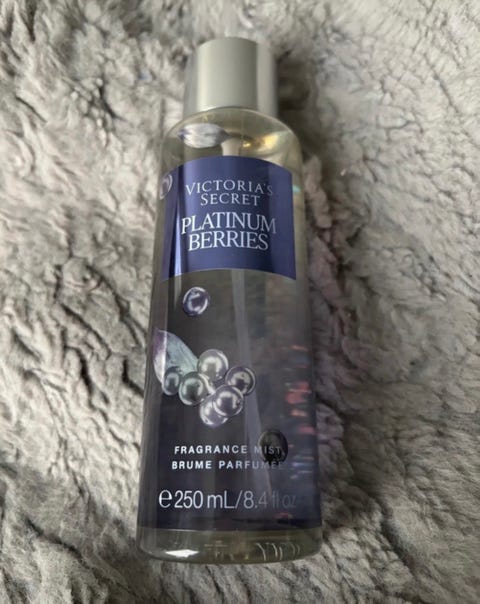 VICTORIA'S
SECRET
PLATINUM
BERRIES
FRAGRANCE MIST
BRUME PARFUMÉE
℮250 mL/8.4 fl oz